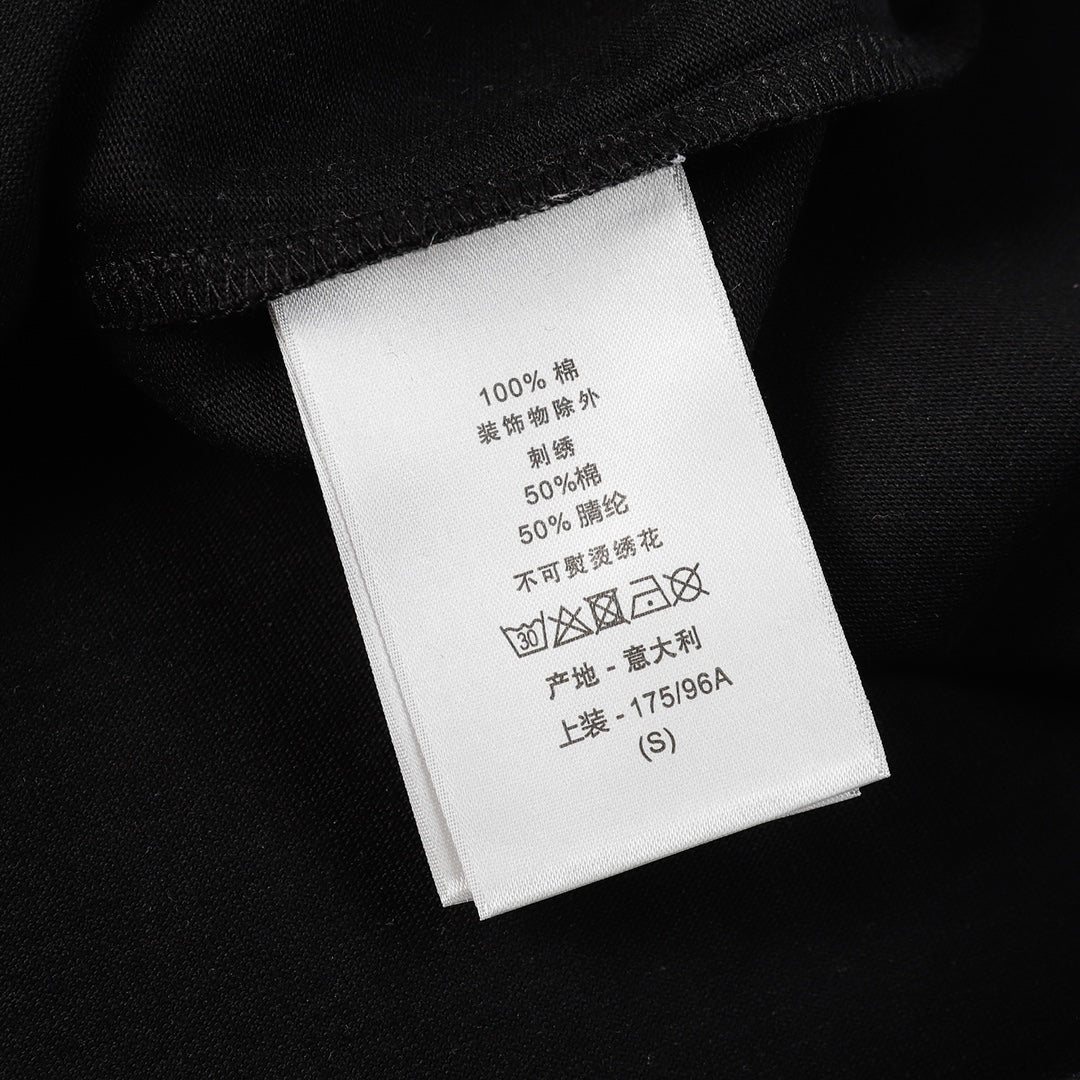 100% 棉
装饰物除外
刺绣
50%棉
50% 腈纶
不可熨烫绣花
30
产地 - 意大利
上装 - 175/96A
(S)